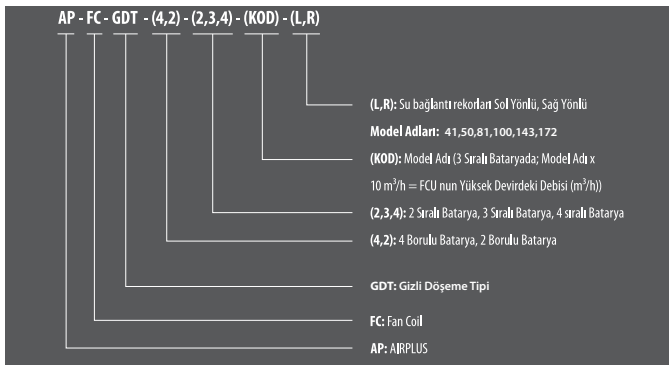 AP - FC - GDT - (4,2) - (2,3,4) - (KOD) - (L,R)
(L,R): Su bağlantı rekorları Sol Yönlü, Sağ Yönlü
Model Adları: 41,50,81,100,143,172
(KOD): Model Adı (3 Sıralı Bataryada; Model Adı x
10 m³/h = FCU nun Yüksek Devirdeki Debisi (m³/h))
(2,3,4): 2 Sıralı Batarya, 3 Sıralı Batarya, 4 sıralı Batarya
(4,2): 4 Borulu Batarya, 2 Borulu Batarya
GDT: Gizli Döşeme Tipi
FC: Fan Coil
AP: AIRPLUS